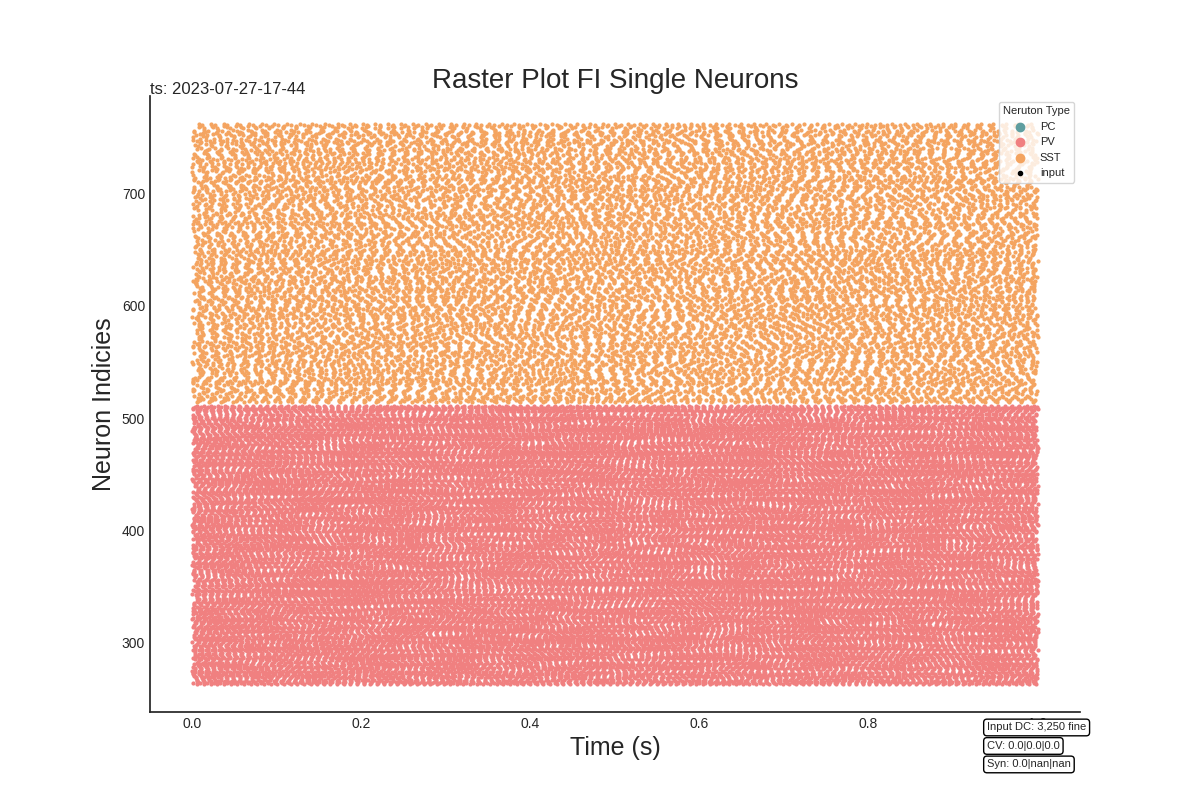 Raster Plot FI Single Neurons
ts: 2023-07-27-17-44
Neruton Type
PC
PV
SST
input
700
600
500
400
300
Neuron Indicies
0.0 0.2 0.4 0.6 0.8
Time (s)
Input DC: 3,250 fine
CV: 0.0|0.0|0.0
Syn: 0.0|nan|nan